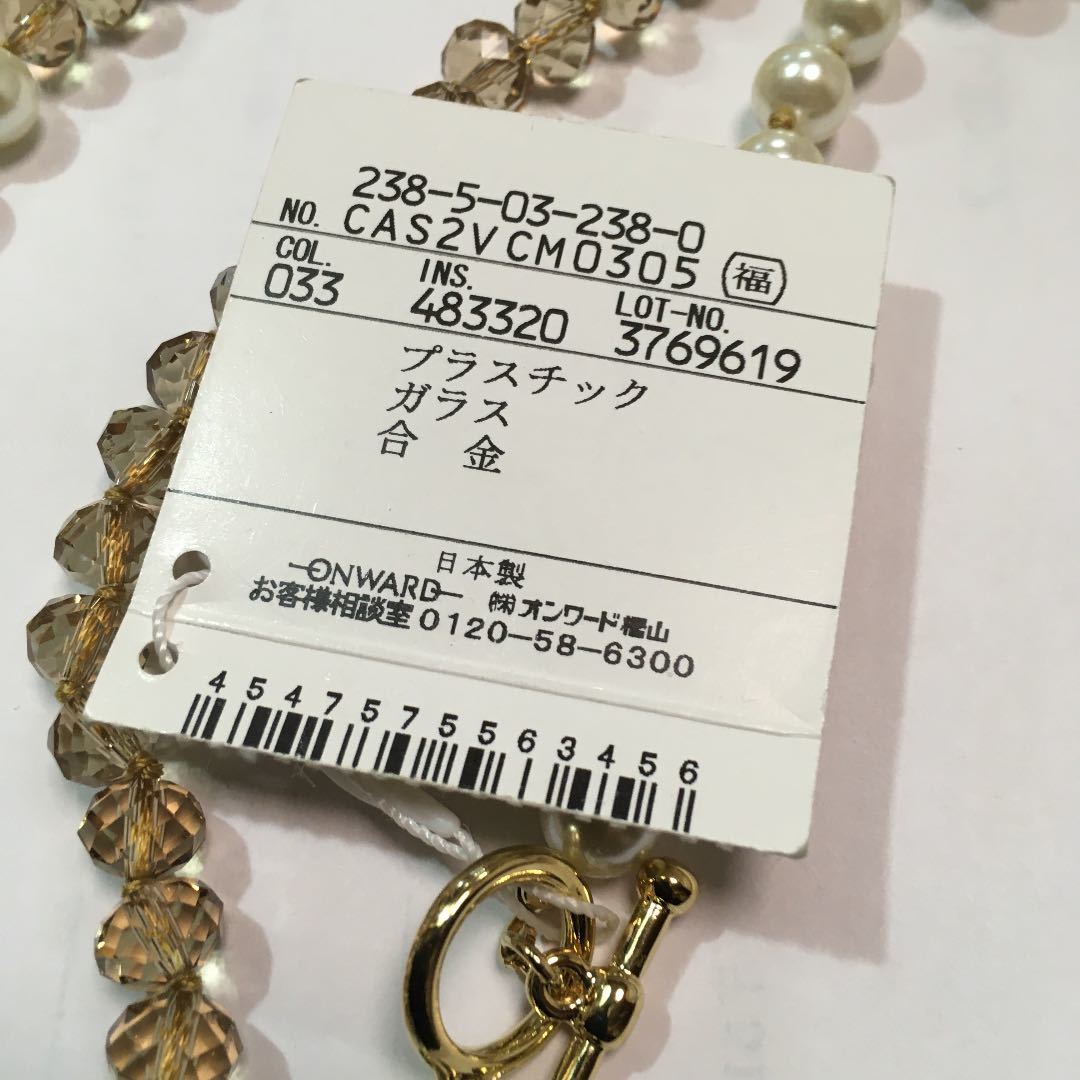 238-5-03-238-0
NO. CAS2VCM0305 福
COL. INS. LOT-NO.
033 483320 3769619
プラスチック
ガラス
合 金
日本製
ONWARD ㈱オンワード樫山
お客様相談室 0120-58-6300
4547575563456